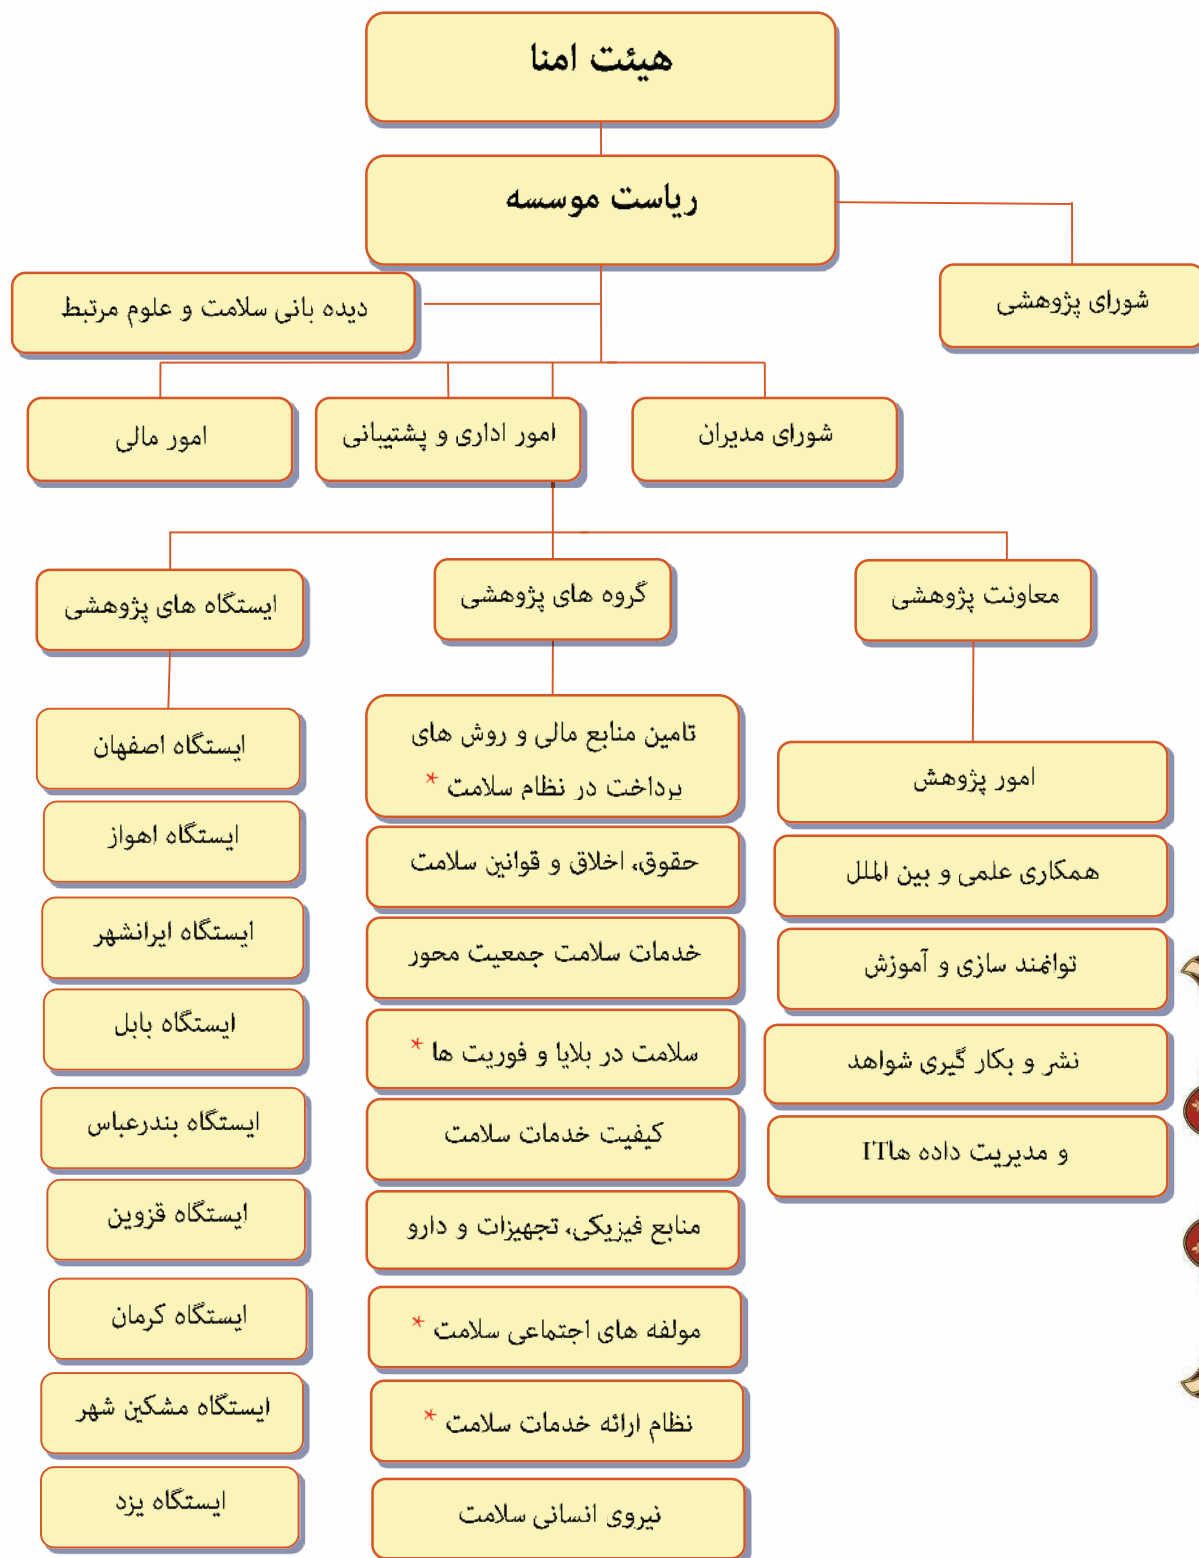 هیئت امنا
ریاست موسسه
شورای پژوهشی
دیده بانی سلامت و علوم مرتبط
شورای مدیران
امور اداری و پشتیبانی
امور مالی
معاونت پژوهشی
امور پژوهش
همکاری علمی و بین الملل
توانمند سازی و آموزش
نشر و بکار گیری شواهد
و مدیریت داده هاIT
گروه های پژوهشی
تامین منابع مالی و روش های
پرداخت در نظام سلامت *
حقوق، اخلاق و قوانین سلامت
خدمات سلامت جمعیت محور
سلامت در بلایا و فوریت ها *
کیفیت خدمات سلامت
منابع فیزیکی، تجهیزات و دارو
مولفه های اجتماعی سلامت *
نظام ارائه خدمات سلامت *
نیروی انسانی سلامت
ایستگاه های پژوهشی
ایستگاه اصفهان
ایستگاه اهواز
ایستگاه ایرانشهر
ایستگاه بابل
ایستگاه بندرعباس
ایستگاه قزوین
ایستگاه کرمان
ایستگاه مشکین شهر
ایستگاه یزد